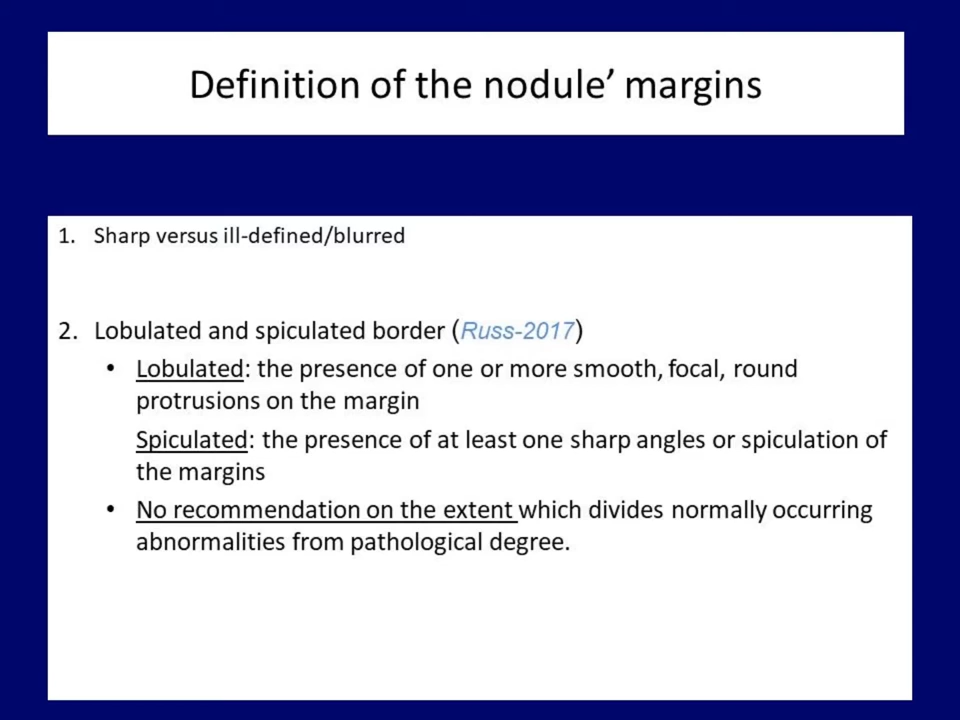 Definition of the nodule’ margins
1. Sharp versus ill-defined/blurred
2. Lobulated and spiculated border (Russ-2017)
• Lobulated: the presence of one or more smooth, focal, round
protrusions on the margin
Spiculated: the presence of at least one sharp angles or spiculation of
the margins
• No recommendation on the extent which divides normally occurring
abnormalities from pathological degree.